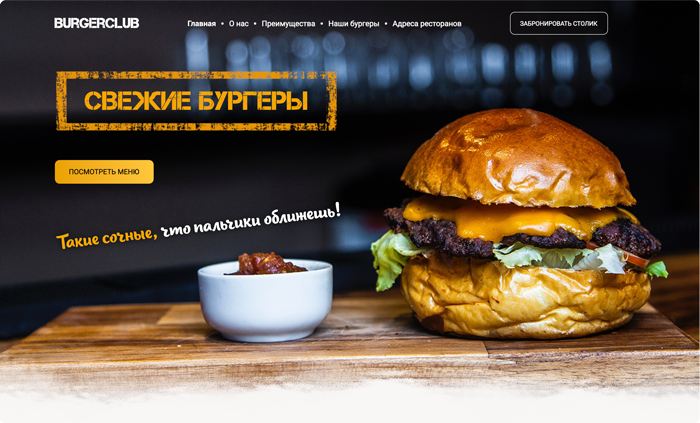 BURGERCLUB
Главная • О нас • Преимущества • Наши бургеры • Адреса ресторанов
ЗАБРОНИРОВАТЬ СТОЛИК
СВЕЖИЕ БУРГЕРЫ
ПОСМОТРЕТЬ МЕНЮ
Такие сочные, что пальчики оближешь!